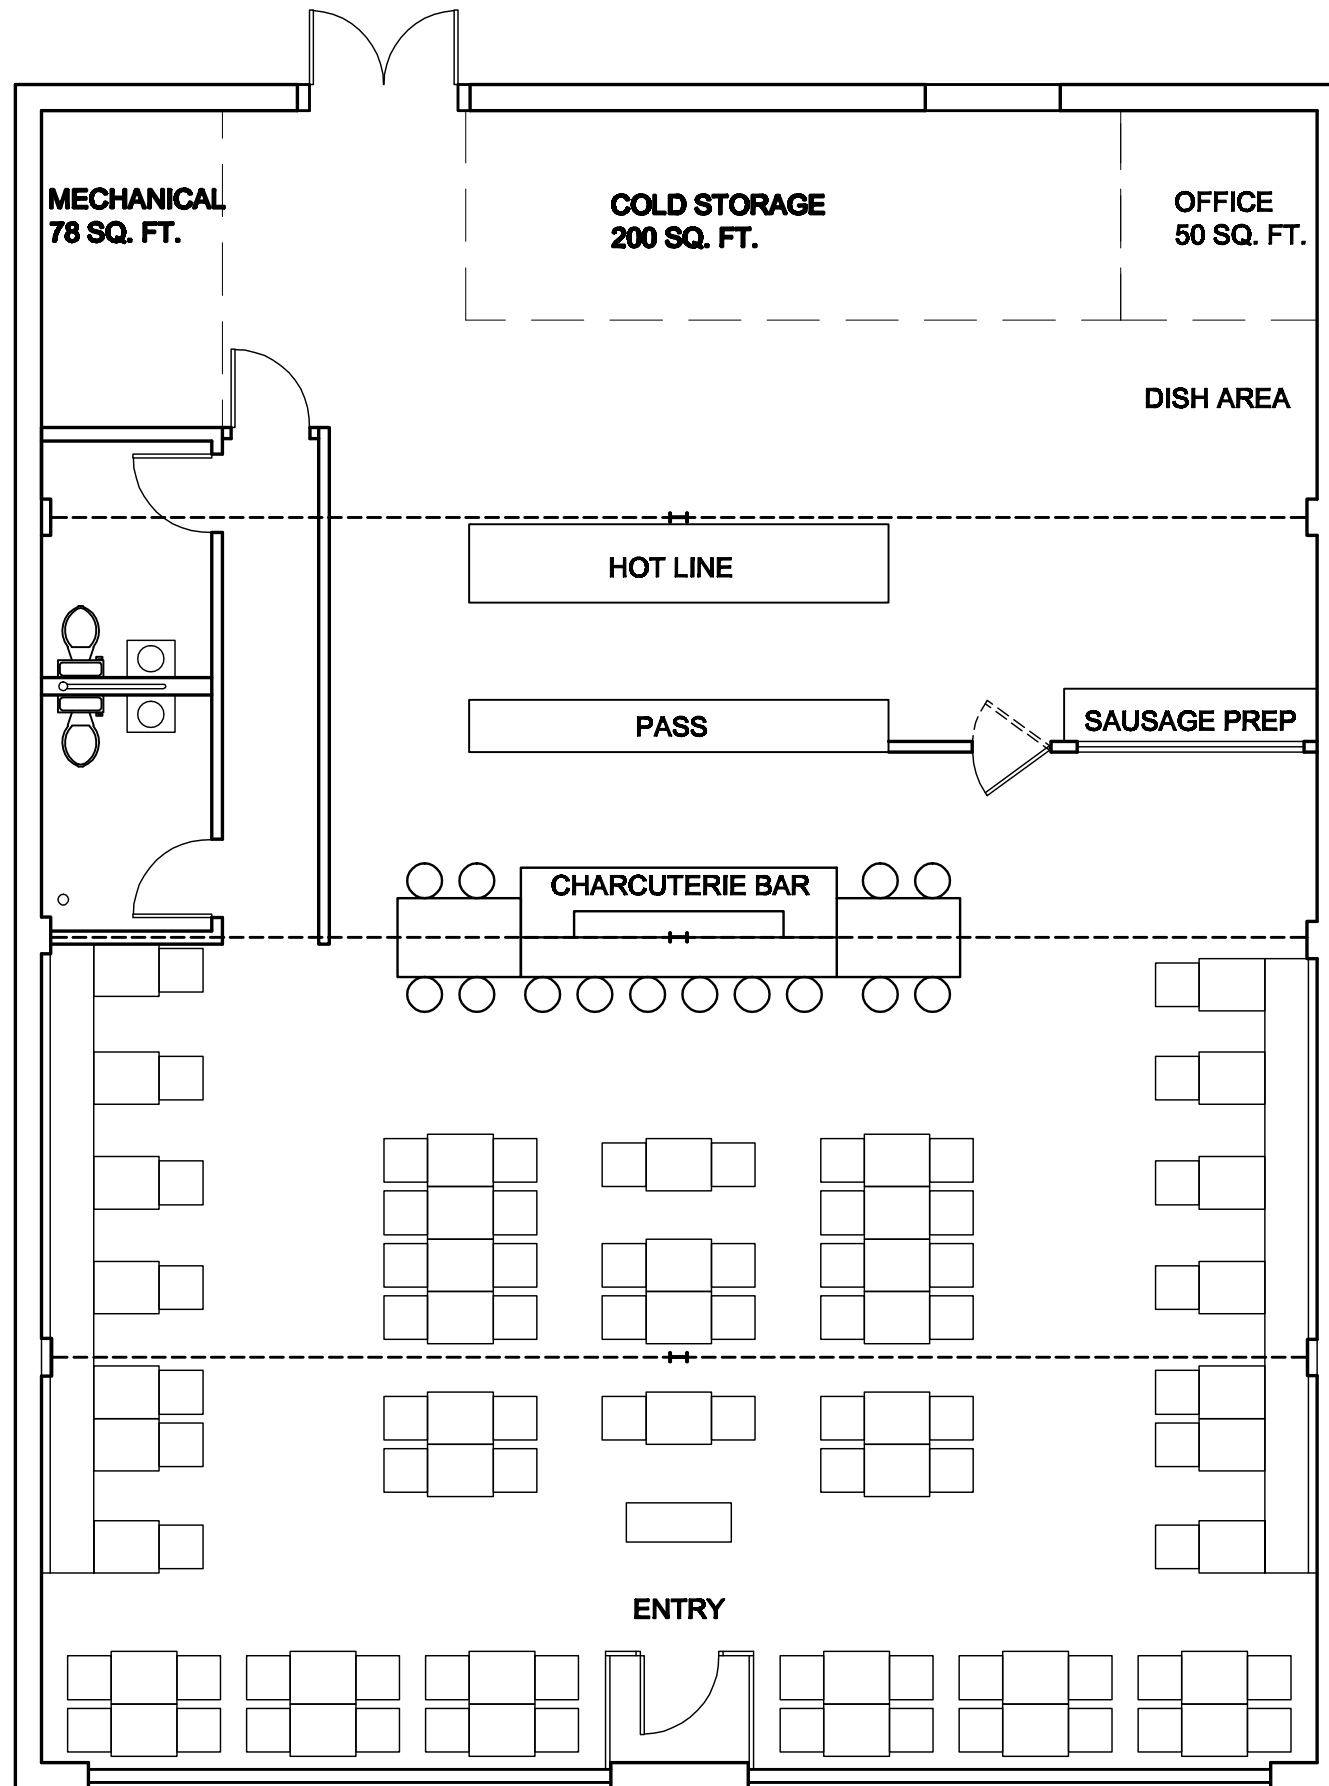 MECHANICAL
78 SQ. FT.
COLD STORAGE
200 SQ. FT.
OFFICE
50 SQ. FT.
DISH AREA
HOT LINE
PASS
SAUSAGE PREP
CHARCUTERIE BAR
ENTRY